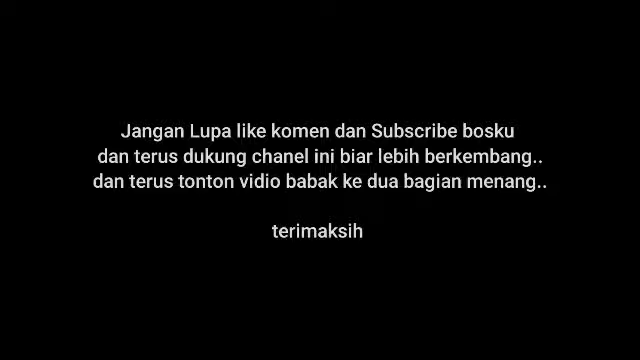 Jangan Lupa like komen dan Subscribe bosku
dan terus dukung chanel ini biar lebih berkembang..
dan terus tonton vidio babak ke dua bagian menang..
terimaksih